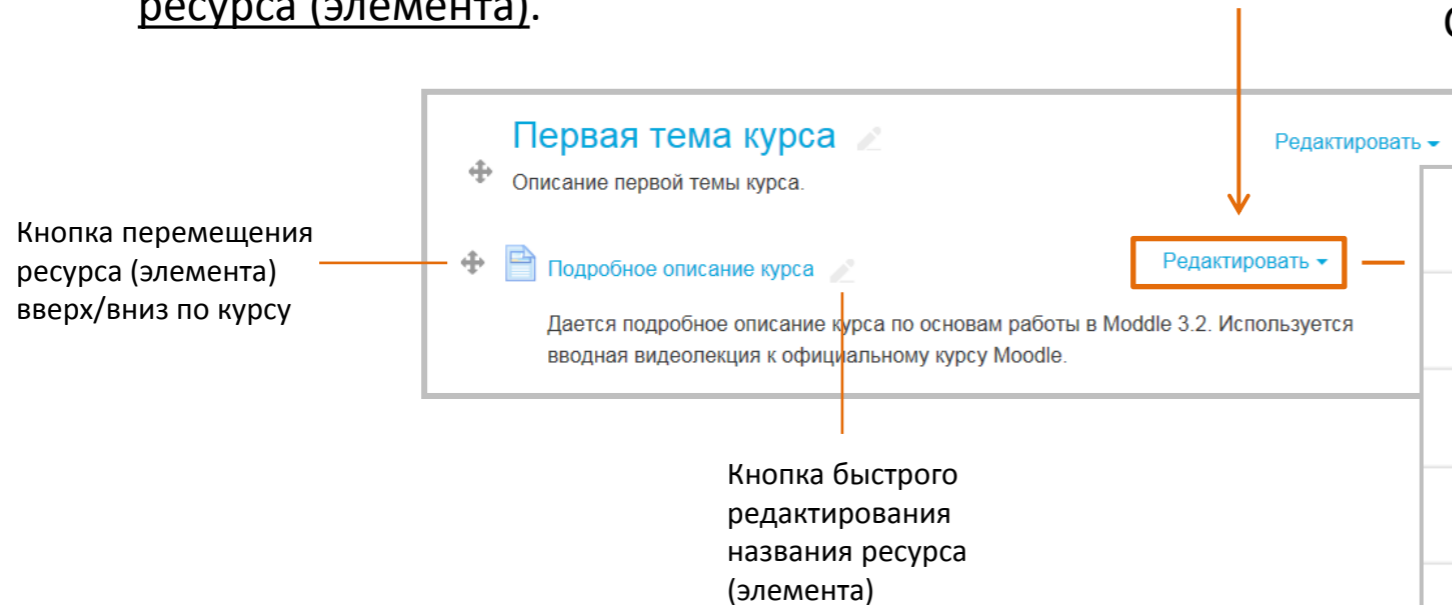 ресурса (элемента).
Первая тема курса
Редактировать
Описание первой темы курса.
Кнопка перемещения
ресурса (элемента)
вверх/вниз по курсу
Подробное описание курса
Редактировать
Дается подробное описание курса по основам работы в Moddle 3.2. Используется
вводная видеолекция к официальному курсу Moodle.
Кнопка быстрого
редактирования
названия ресурса
(элемента)